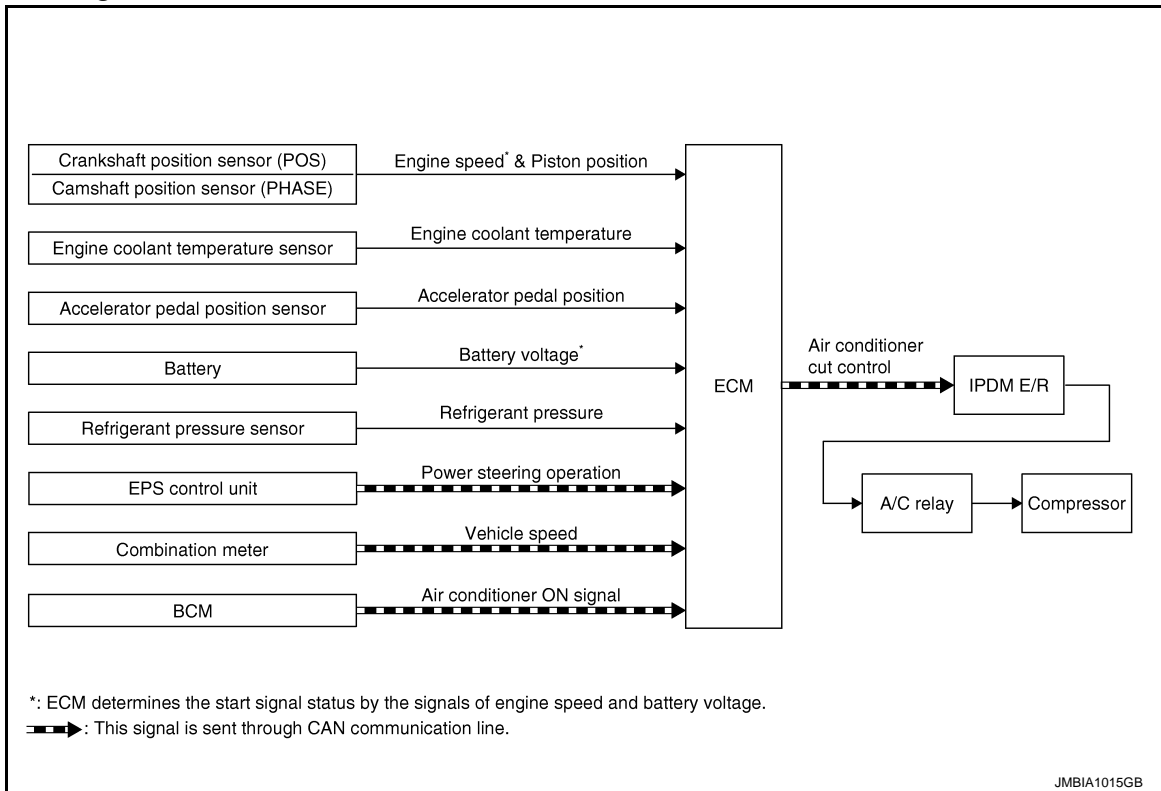 Crankshaft position sensor (POS)
Camshaft position sensor (PHASE)
Engine speed* & Piston position
Engine coolant temperature sensor
Engine coolant temperature
Accelerator pedal position sensor
Accelerator pedal position
Battery
Battery voltage*
Refrigerant pressure sensor
Refrigerant pressure
EPS control unit
Power steering operation
Combination meter
Vehicle speed
BCM
Air conditioner ON signal
ECM
Air conditioner
cut control
IPDM E/R
A/C relay
Compressor
*: ECM determines the start signal status by the signals of engine speed and battery voltage.
: This signal is sent through CAN communication line.
JMBIA1015GB